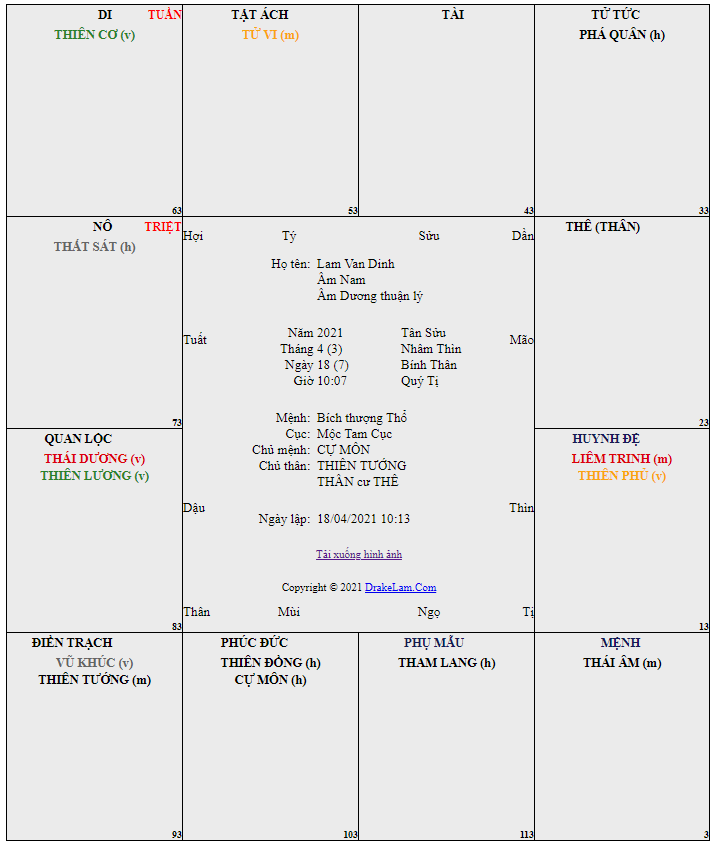 DI TUẦN
THIÊN CƠ (v)
63
TẬT ÁCH
TỬ VI (m)
53
TÀI
43
TỬ TỨC
PHÁ QUÂN (h)
33
NÔ TRIỆT
THẤT SÁT (h)
73
Hợi Tý Sửu Dần
Họ tên: Lam Van Dinh
Âm Nam
Âm Dương thuận lý
Tuất Mão
Năm 2021 Tân Sửu
Tháng 4 (3) Nhâm Thìn
Ngày 18 (7) Bính Thân
Giờ 10:07 Quý Tị
Mệnh: Bích thượng Thổ
Cục: Mộc Tam Cục
Chủ mệnh: CỰ MÔN
Chủ thân: THIÊN TƯỚNG
THÂN cư THÊ
Dậu Thìn
Ngày lập: 18/04/2021 10:13
Tải xuống hình ảnh
Copyright © 2021 DrakeLam.Com
Thân Mùi Ngọ Tị
THÊ (THÂN)
23
QUAN LỘC
THÁI DƯƠNG (v)
THIÊN LƯƠNG (v)
83
HUYNH ĐỆ
LIÊM TRINH (m)
THIÊN PHỦ (v)
13
ĐIỀN TRẠCH
VŨ KHÚC (v)
THIÊN TƯỚNG (m)
93
PHÚC ĐỨC
THIÊN ĐỒNG (h)
CỰ MÔN (h)
103
PHỤ MẪU
THAM LANG (h)
113
MỆNH
THÁI ÂM (m)
3